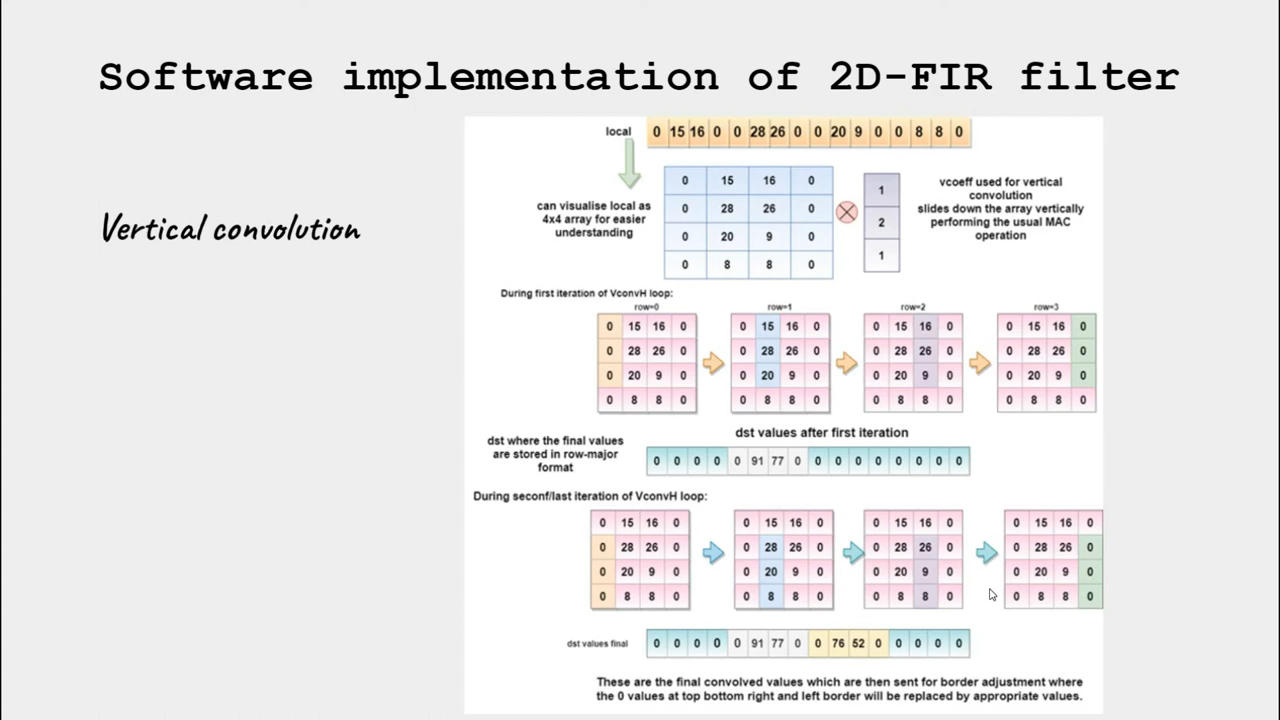 Software implementation of 2D-FIR filter
Vertical convolution
local
0 15 16 0 0 28 26 0 0 20 9 0 0 8 8 0
can visualise local as
4x4 array for easier
understanding
0 15 16 0
0 28 26 0
0 20 9 0
0 8 8 0
1
2
1
vcoeff used for vertical
convolution
slides down the array vertically
performing the usual MAC
operation
During first iteration of VconvH loop:
row=0 row=1 row=2 row=3
0 15 16 0 0 15 16 0 0 15 16 0 0 15 16 0
0 28 26 0 0 28 26 0 0 28 26 0 0 28 26 0
0 20 9 0 0 20 9 0 0 20 9 0 0 20 9 0
0 8 8 0 0 8 8 0 0 8 8 0 0 8 8 0
dst values after first iteration
dst where the final values
are stored in row-major
format
0 0 0 0 0 91 77 0 0 0 0 0 0 0 0 0
During seconf/last iteration of VconvH loop:
0 15 16 0 0 15 16 0 0 15 16 0 0 15 16 0
0 28 26 0 0 28 26 0 0 28 26 0 0 28 26 0
0 20 9 0 0 20 9 0 0 20 9 0 0 20 9 0
0 8 8 0 0 8 8 0 0 8 8 0 0 8 8 0
dst values final
0 0 0 0 0 91 77 0 0 76 52 0 0 0 0 0
These are the final convolved values which are then sent for border adjustment where
the 0 values at top bottom right and left border will be replaced by appropriate values.